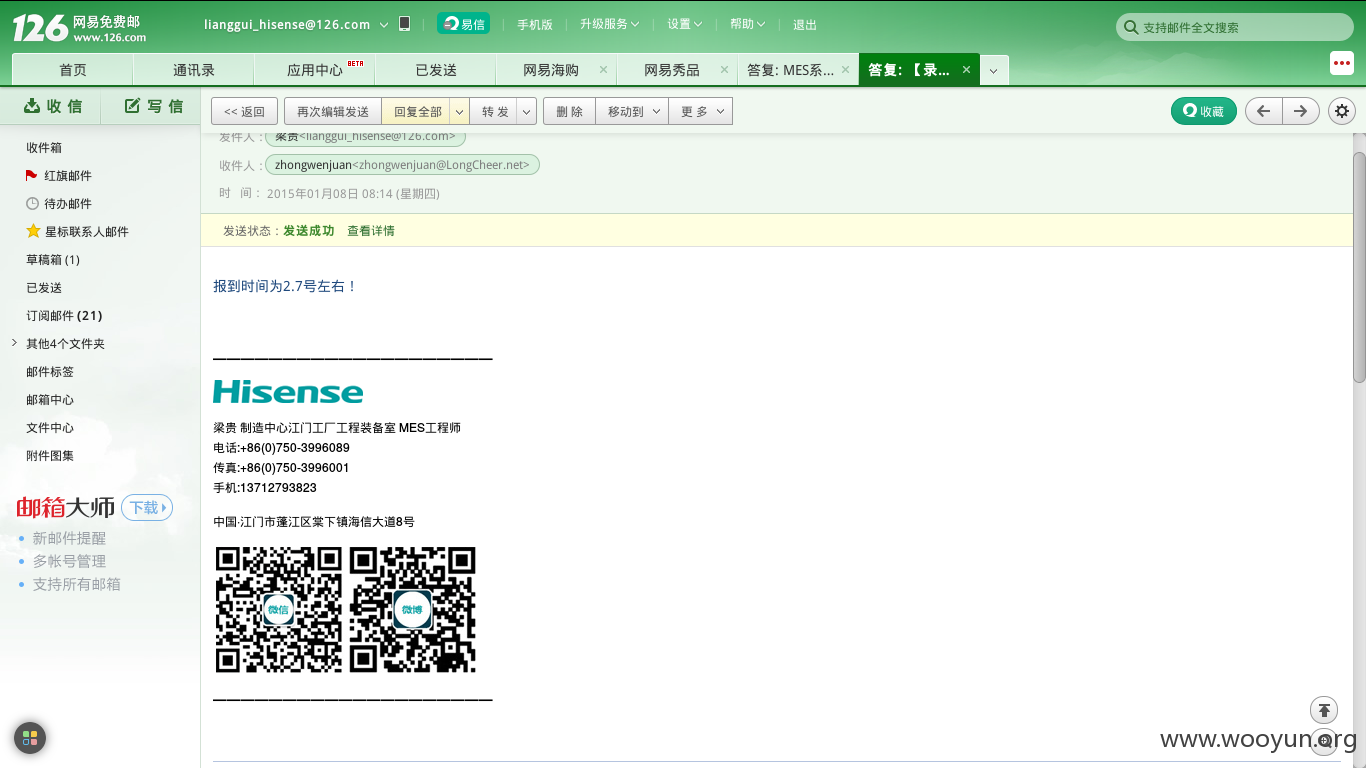 126 网易免费邮
www.126.com
lianggui_hisense@126.com
易信
手机版
升级服务
设置
帮助
退出
支持邮件全文搜索
首页
通讯录
应用中心
BETA
已发送
网易海购
网易秀品
答复: MES系...
答复: 【录...
收 信
写 信
<< 返回
再次编辑发送
回复全部
转 发
删 除
移动到
更 多
收藏
收件箱
红旗邮件
待办邮件
星标联系人邮件
草稿箱 (1)
已发送
订阅邮件 (21)
其他4个文件夹
邮件标签
邮箱中心
文件中心
附件图集
邮箱大师
下载
新邮件提醒
多帐号管理
支持所有邮箱
发件人 : 梁贵<lianggui_hisense@126.com>
收件人 : zhongwenjuan<zhongwenjuan@LongCheer.net>
时 间 : 2015年01月08日 08:14 (星期四)
发送状态 : 发送成功 查看详情
报到时间为2.7号左右！
Hisense
梁贵 制造中心江门工厂工程装备室 MES工程师
电话:+86(0)750-3996089
传真:+86(0)750-3996001
手机:13712793823
中国·江门市蓬江区棠下镇海信大道8号
微信
微博
www.wooyun.org